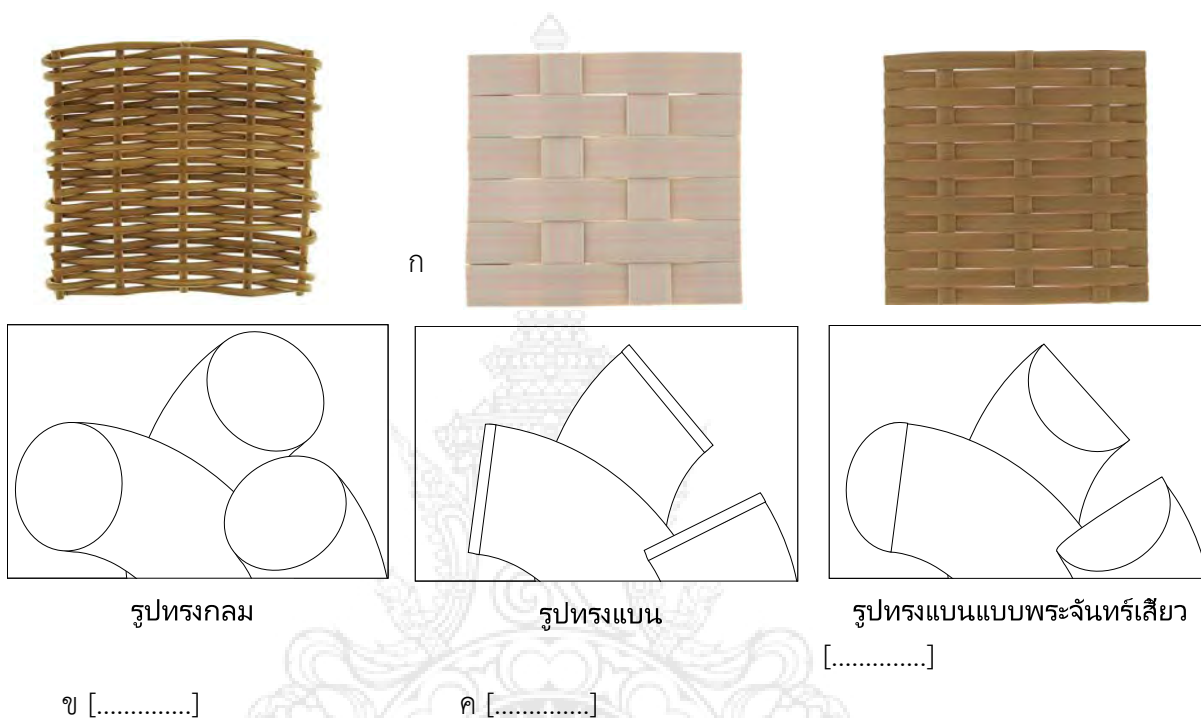 ก
รูปทรงกลม
รูปทรงแบน
รูปทรงแบนแบบพระจันทร์เสี้ยว
[..............]
ข [..............]
ค [..............]